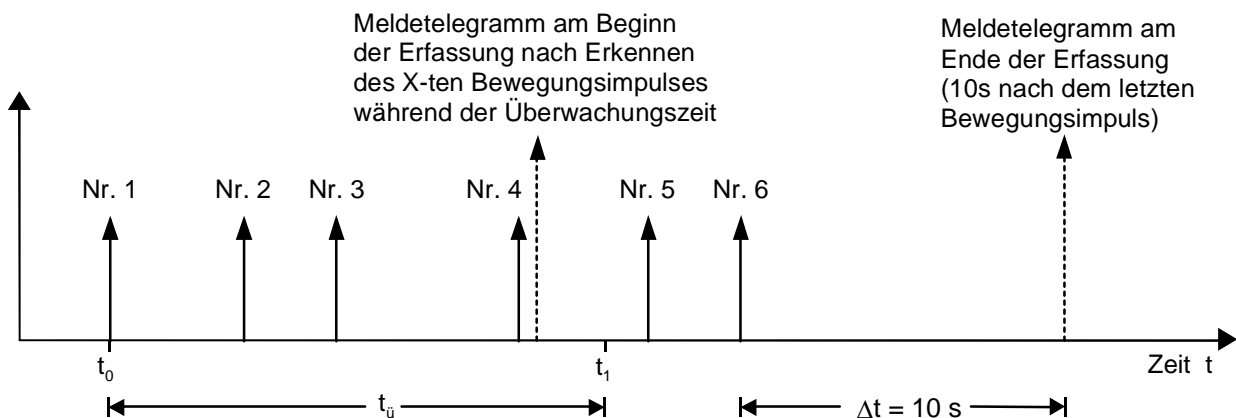 Meldetelegramm am Beginn
der Erfassung nach Erkennen
des X-ten Bewegungsimpulses
während der Überwachungszeit
Meldetelegramm am
Ende der Erfassung
(10s nach dem letzten
Bewegungsimpuls)
Nr. 1
Nr. 2
Nr. 3
Nr. 4
Nr. 5
Nr. 6
t₀
t₁
Zeit t
tü
Δt = 10 s